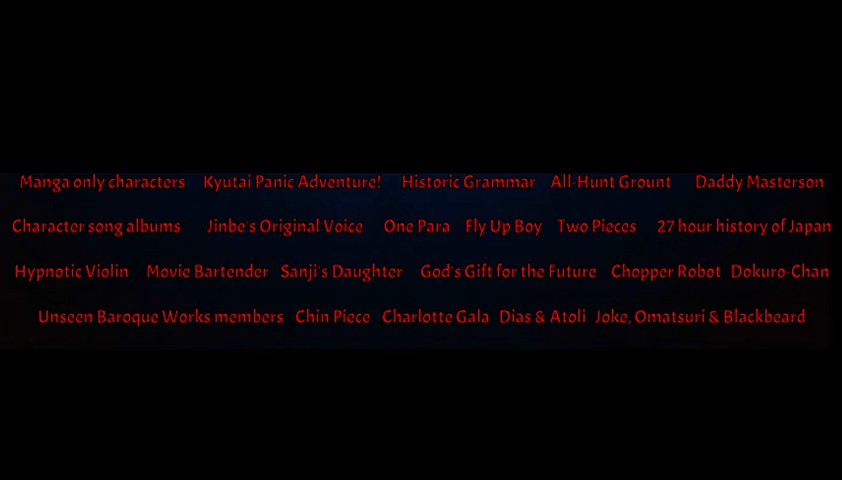 Manga only characters Kyutai Panic Adventure! Historic Grammar All-Hunt Grount Daddy Masterson
Character song albums Jinbe's Original Voice One Para Fly Up Boy Two Pieces 27 hour history of Japan
Hypnotic Violin Movie Bartender Sanji's Daughter God's Gift for the Future Chopper Robot Dokuro-Chan
Unseen Baroque Works members Chin Piece Charlotte Gala Dias & Atoli Joke, Omatsuri & Blackbeard